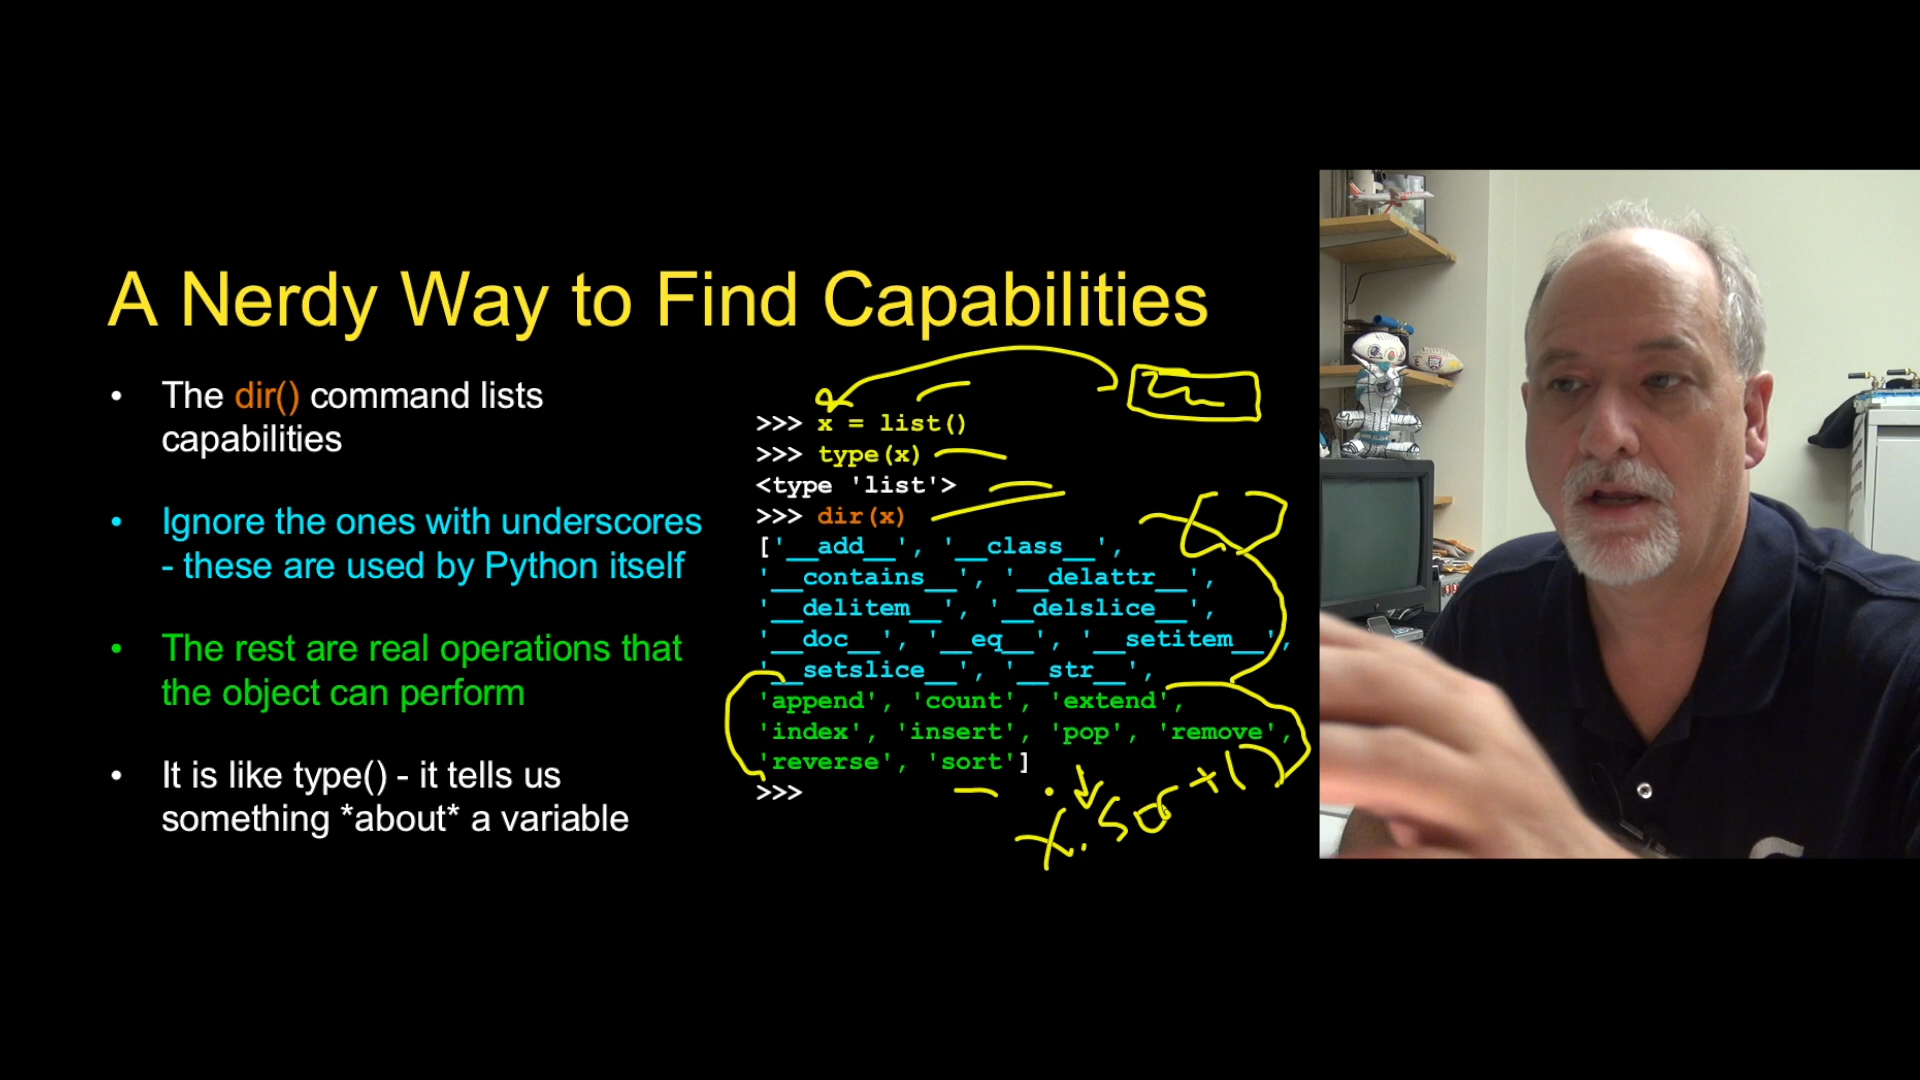 A Nerdy Way to Find Capabilities
• The dir() command lists
capabilities
• Ignore the ones with underscores
- these are used by Python itself
• The rest are real operations that
the object can perform
• It is like type() - it tells us
something *about* a variable
>>> x = list()
>>> type(x)
<type 'list'>
>>> dir(x)
['__add__', '__class__',
'__contains__', '__delattr__',
'__delitem__', '__delslice__',
'__doc__', '__eq__', '__setitem__',
'__setslice__', '__str__',
'append', 'count', 'extend',
'index', 'insert', 'pop', 'remove',
'reverse', 'sort']
>>>
x.sort()